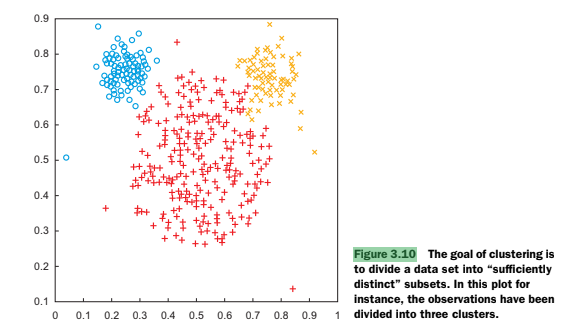 0.9
0.8
0.7
0.6
0.5
0.4
0.3
0.2
0.1
0 0.1 0.2 0.3 0.4 0.5 0.6 0.7 0.8 0.9 1
Figure 3.10 The goal of clustering is
to divide a data set into “sufficiently
distinct” subsets. In this plot for
instance, the observations have been
divided into three clusters.